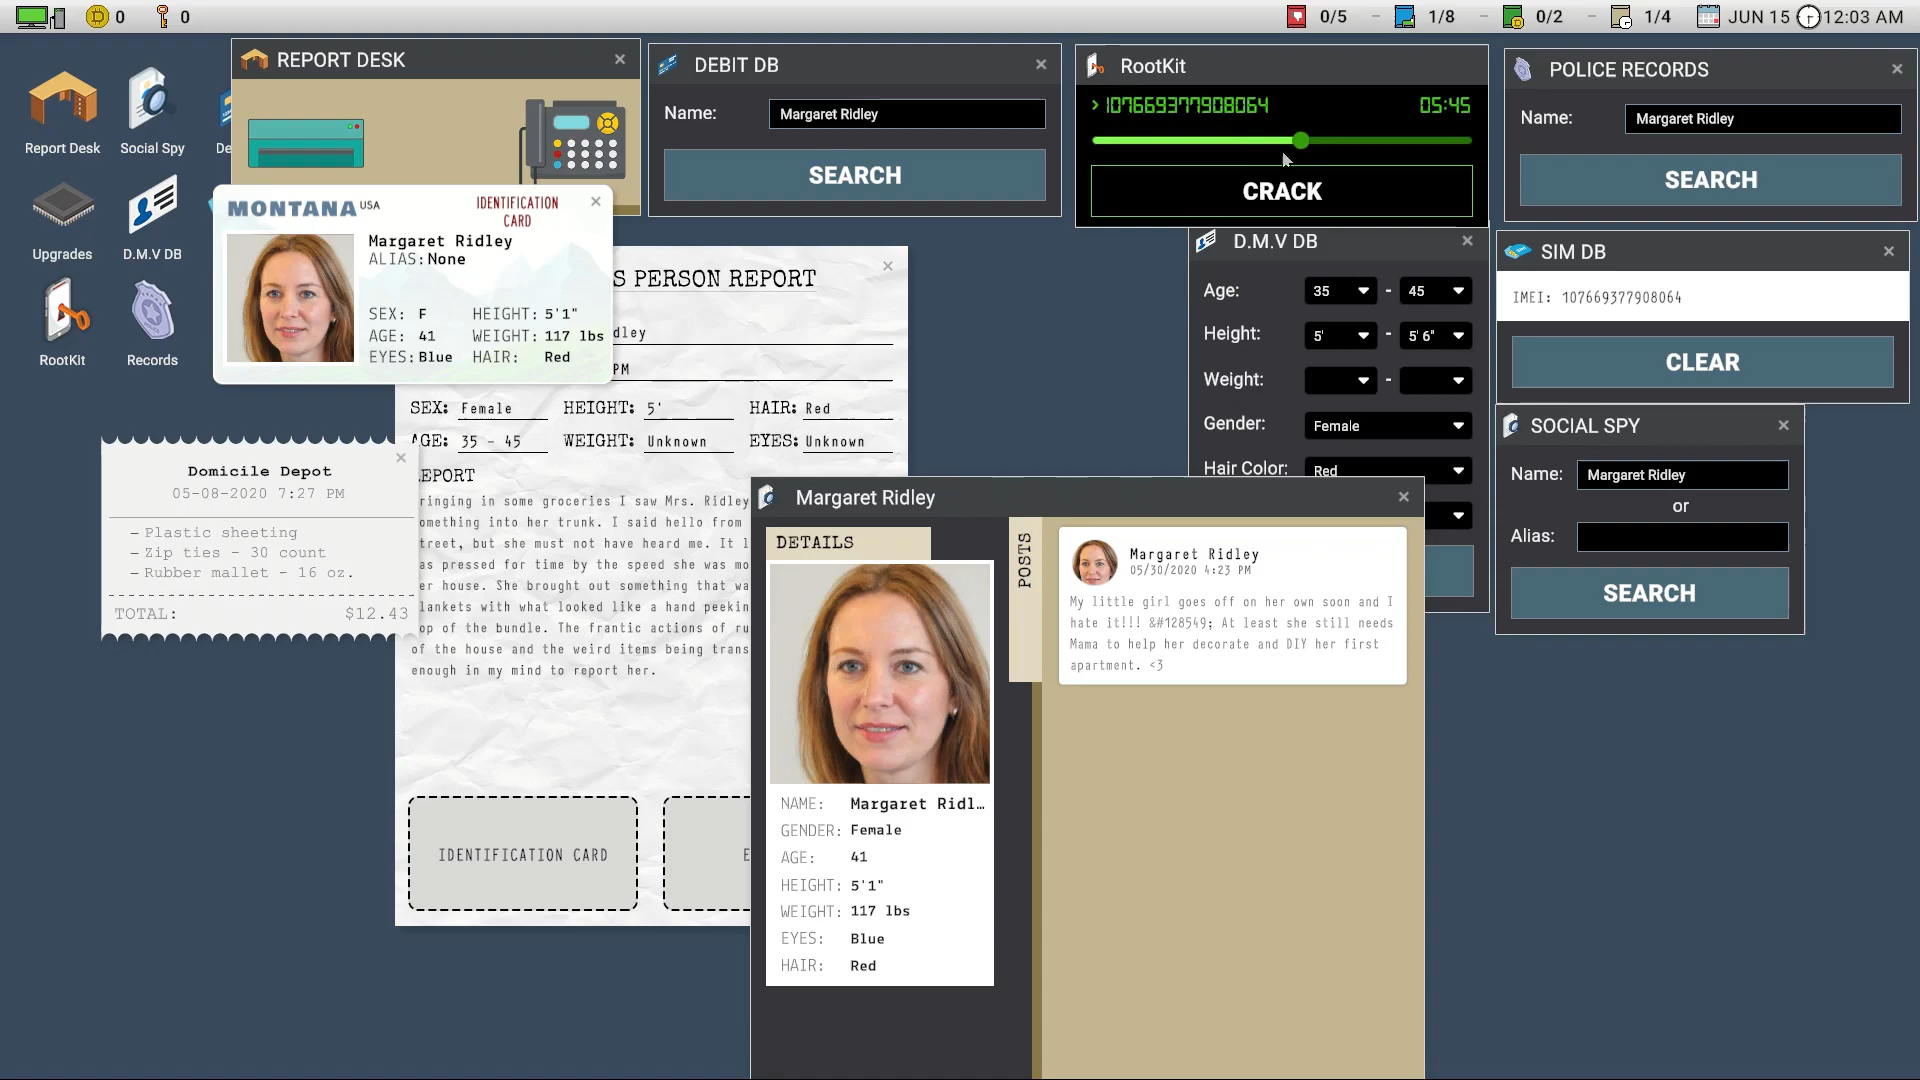 0
0
0/5
1/8
0/2
1/4
JUN 15
12:03 AM
Report Desk
Social Spy
De
Upgrades
D.M.V DB
RootKit
Records
REPORT DESK
MONTANA USA
IDENTIFICATION
CARD
Margaret Ridley
ALIAS: None
SEX: F
HEIGHT: 5'1"
AGE: 41
WEIGHT: 117 lbs
EYES: Blue
HAIR: Red
Domicile Depot
05-08-2020 7:27 PM
– Plastic sheeting
– Zip ties - 30 count
– Rubber mallet - 16 oz.
TOTAL: $12.43
S PERSON REPORT
dley
PM
SEX: Female
HEIGHT: 5'
HAIR: Red
AGE: 35 - 45
WEIGHT: Unknown
EYES: Unknown
EPORT
ringing in some groceries I saw Mrs. Ridley
omething into her trunk. I said hello from
treet, but she must not have heard me. It l
as pressed for time by the speed she was mo
er house. She brought out something that wa
lankets with what looked like a hand peekin
op of the bundle. The frantic actions of ru
of the house and the weird items being trans
enough in my mind to report her.
IDENTIFICATION CARD
E
DEBIT DB
Name: Margaret Ridley
SEARCH
RootKit
> 107669377908064
05:45
CRACK
D.M.V DB
Age: 35 - 45
Height: 5' - 5' 6"
Weight: -
Gender: Female
Hair Color: Red
POLICE RECORDS
Name: Margaret Ridley
SEARCH
SIM DB
IMEI: 107669377908064
CLEAR
SOCIAL SPY
Name: Margaret Ridley
or
Alias:
SEARCH
Margaret Ridley
DETAILS
NAME: Margaret Ridl…
GENDER: Female
AGE: 41
HEIGHT: 5'1"
WEIGHT: 117 lbs
EYES: Blue
HAIR: Red
POSTS
Margaret Ridley
05/30/2020 4:23 PM
My little girl goes off on her own soon and I
hate it!!! &#128549; At least she still needs
Mama to help her decorate and DIY her first
apartment. <3